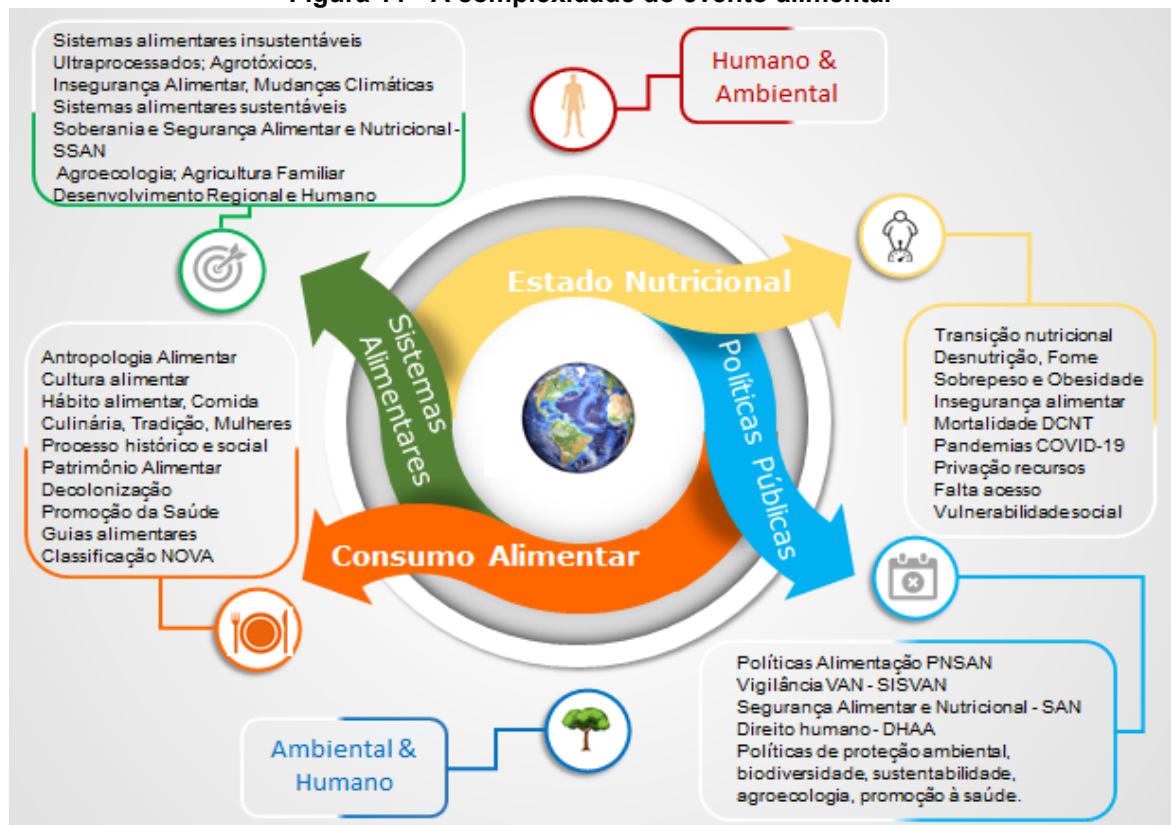 Sistemas alimentares insustentáveis
Ultraprocessados; Agrotóxicos,
Insegurança Alimentar, Mudanças Climáticas
Sistemas alimentares sustentáveis
Soberania e Segurança Alimentar e Nutricional -
SSAN
Agroecologia; Agricultura Familiar
Desenvolvimento Regional e Humano
Humano &
Ambiental
Estado Nutricional
Sistemas
Alimentares
Políticas Públicas
Consumo Alimentar
Transição nutricional
Desnutrição, Fome
Sobrepeso e Obesidade
Insegurança alimentar
Mortalidade DCNT
Pandemias COVID-19
Privação recursos
Falta acesso
Vulnerabilidade social
Antropologia Alimentar
Cultura alimentar
Hábito alimentar, Comida
Culinária, Tradição, Mulheres
Processo histórico e social
Patrimônio Alimentar
Decolonização
Promoção da Saúde
Guias alimentares
Classificação NOVA
Políticas Alimentação PNSAN
Vigilância VAN - SISVAN
Segurança Alimentar e Nutricional - SAN
Direito humano - DHAA
Políticas de proteção ambiental,
biodiversidade, sustentabilidade,
agroecologia, promoção à saúde.
Ambiental &
Humano